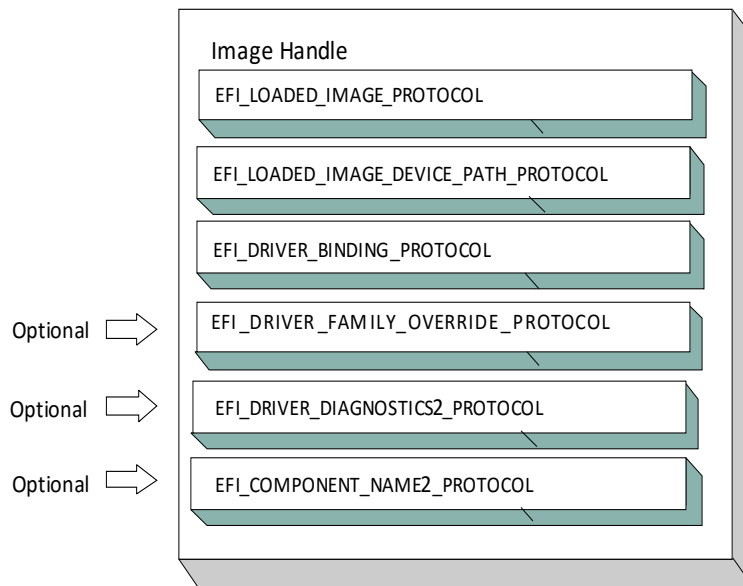 Image Handle
EFI_LOADED_IMAGE_PROTOCOL
EFI_LOADED_IMAGE_DEVICE_PATH_PROTOCOL
EFI_DRIVER_BINDING_PROTOCOL
Optional EFI_DRIVER_FAMILY_OVERRIDE_PROTOCOL
Optional EFI_DRIVER_DIAGNOSTICS2_PROTOCOL
Optional EFI_COMPONENT_NAME2_PROTOCOL